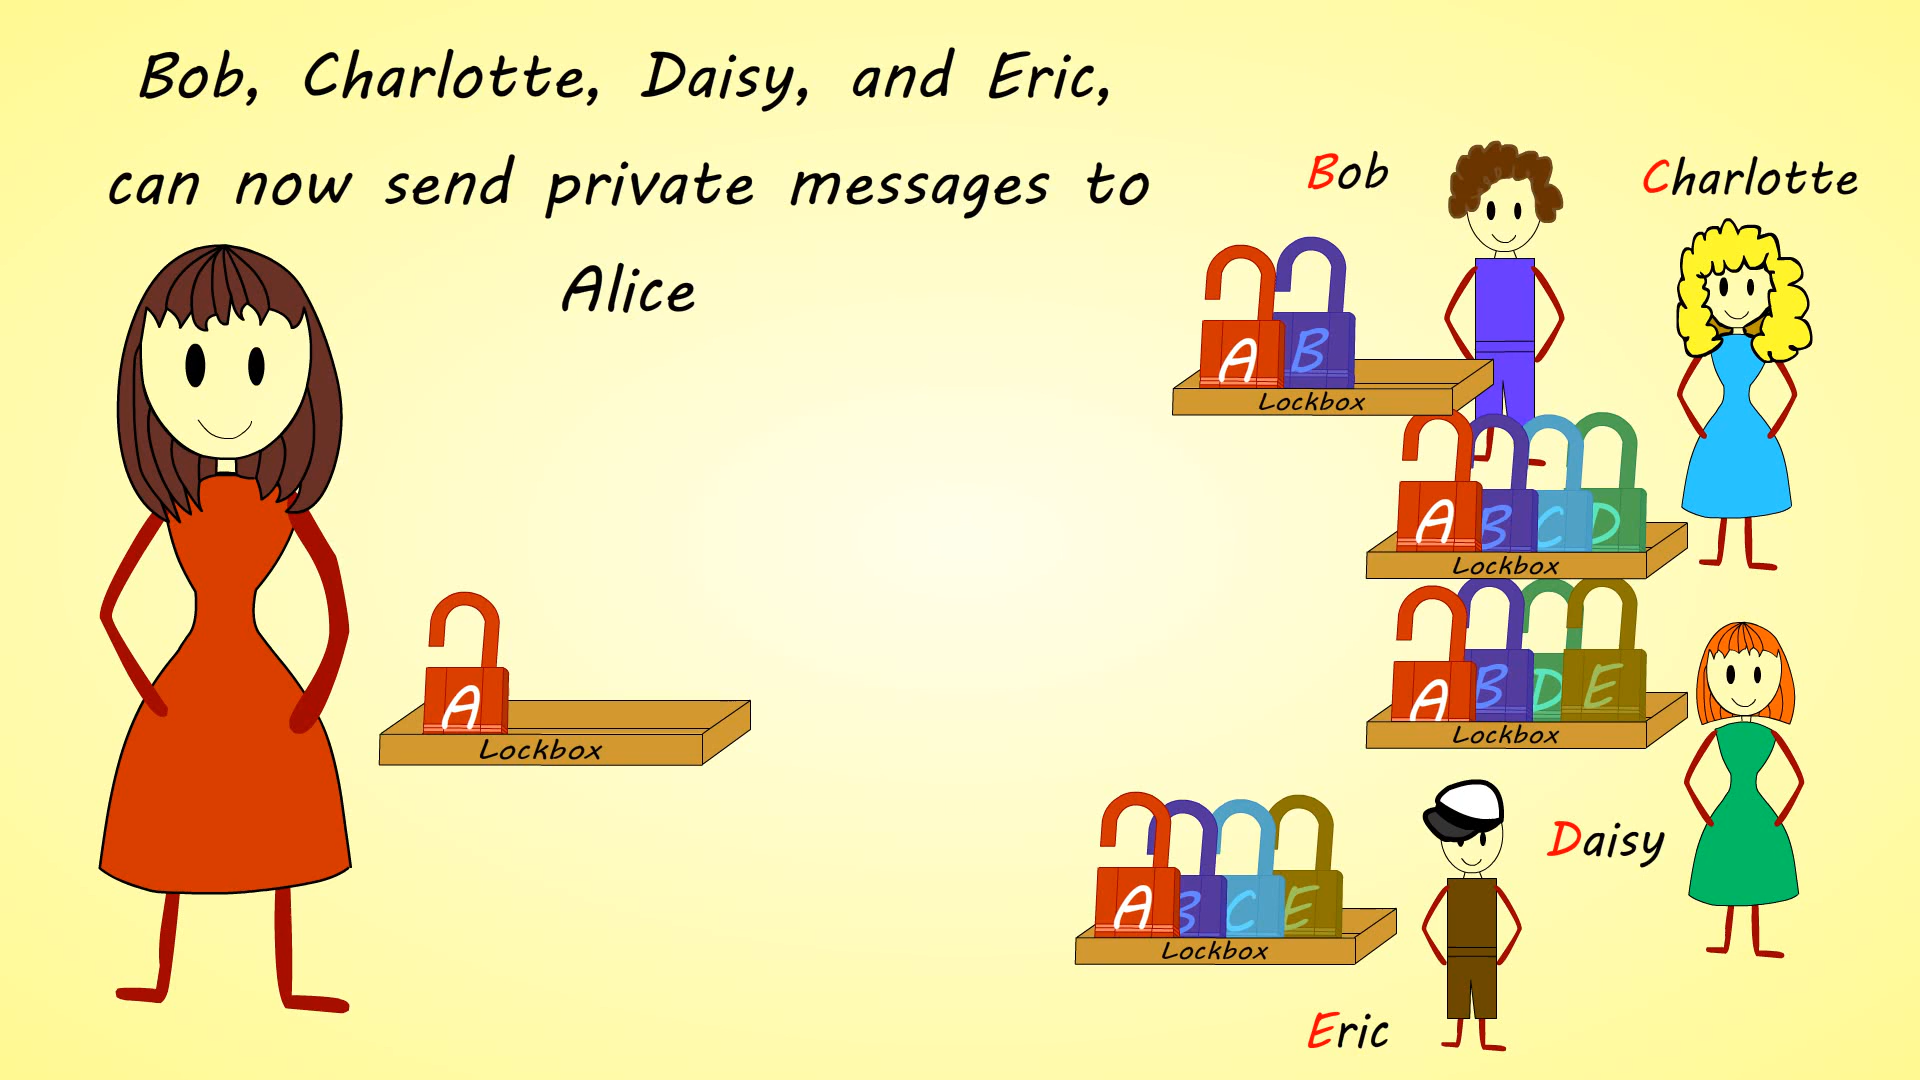 Bob, Charlotte, Daisy, and Eric,
can now send private messages to
Alice
Bob
Charlotte
A B
Lockbox
A B C D
Lockbox
A
Lockbox
A B D E
Lockbox
Daisy
A B C E
Lockbox
Eric